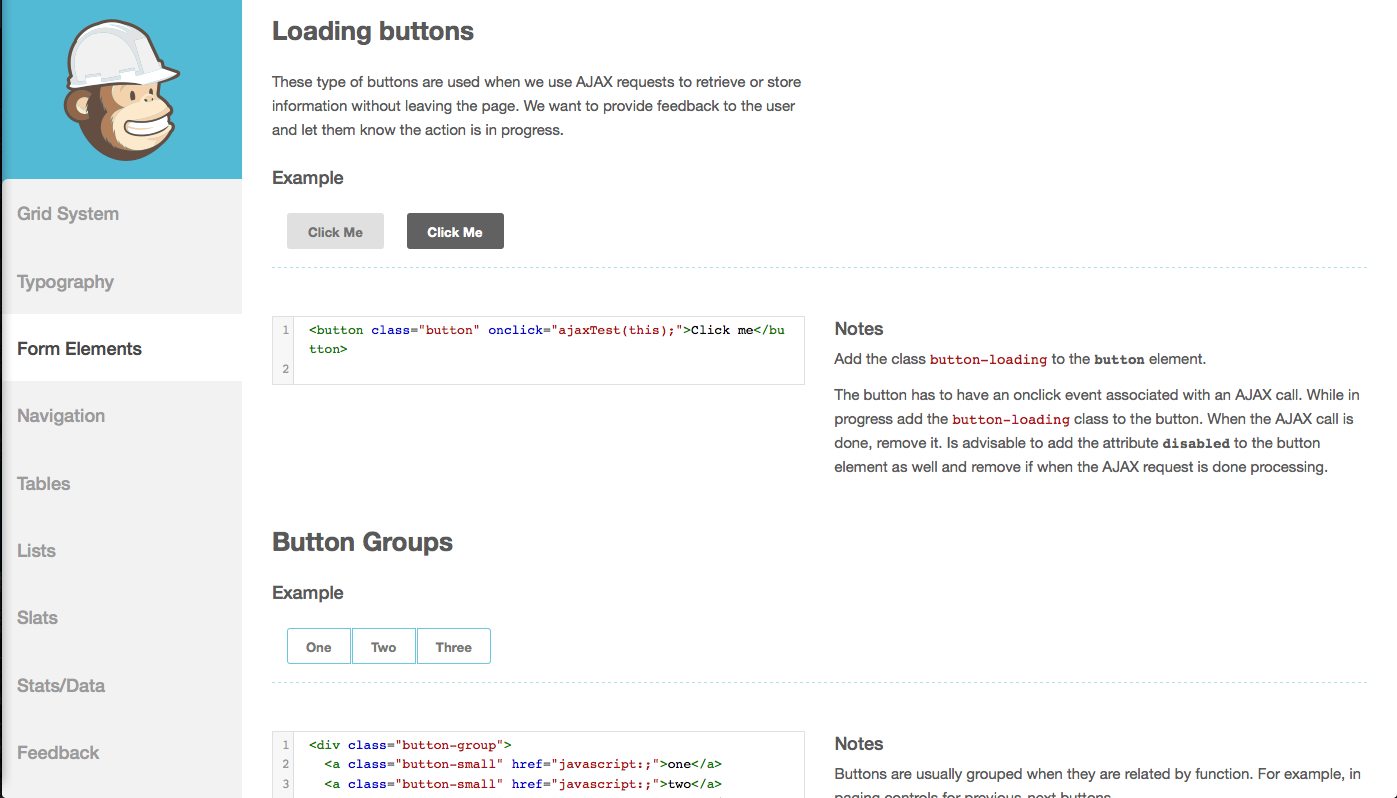 Grid System
Typography
Form Elements
Navigation
Tables
Lists
Slats
Stats/Data
Feedback
Loading buttons
These type of buttons are used when we use AJAX requests to retrieve or store
information without leaving the page. We want to provide feedback to the user
and let them know the action is in progress.
Example
Click Me
Click Me
1 <button class="button" onclick="ajaxTest(this);">Click me</bu
tton>
2
Notes
Add the class button-loading to the button element.
The button has to have an onclick event associated with an AJAX call. While in
progress add the button-loading class to the button. When the AJAX call is
done, remove it. Is advisable to add the attribute disabled to the button
element as well and remove if when the AJAX request is done processing.
Button Groups
Example
One
Two
Three
1 <div class="button-group">
2 <a class="button-small" href="javascript:;">one</a>
3 <a class="button-small" href="javascript:;">two</a>
Notes
Buttons are usually grouped when they are related by function. For example, in
paging controls for previous-next buttons.